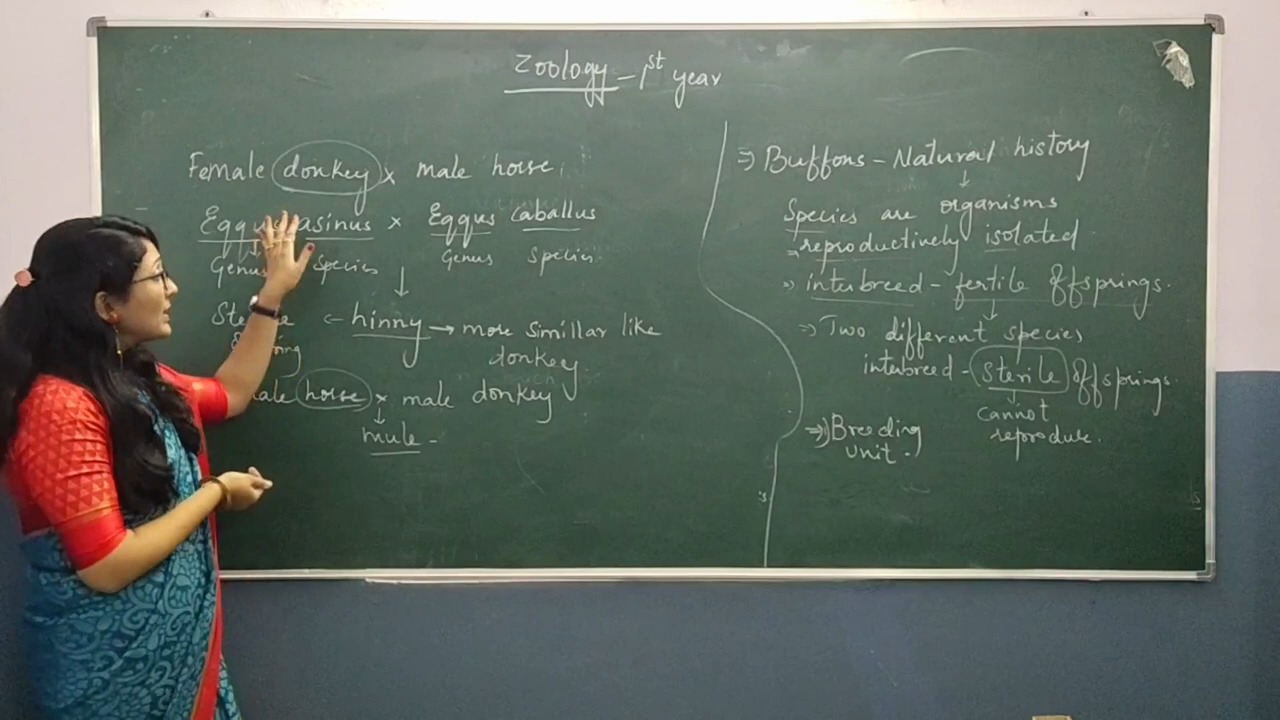 Zoology - 1st year
Female donkey x male horse.
Eqqus asinus x Eqqus caballus
Genus Species Genus Species
hinny → more simillar like
donkey
horse x male donkey
↓
mule -
⇒ Buffons - Natural history
↓
Species are organisms
→ reproductively isolated.
⇒ interbreed - fertile offsprings.
⇒ Two different species
interbreed - Sterile offsprings.
cannot
reproduce.
⇒ Breeding
unit.